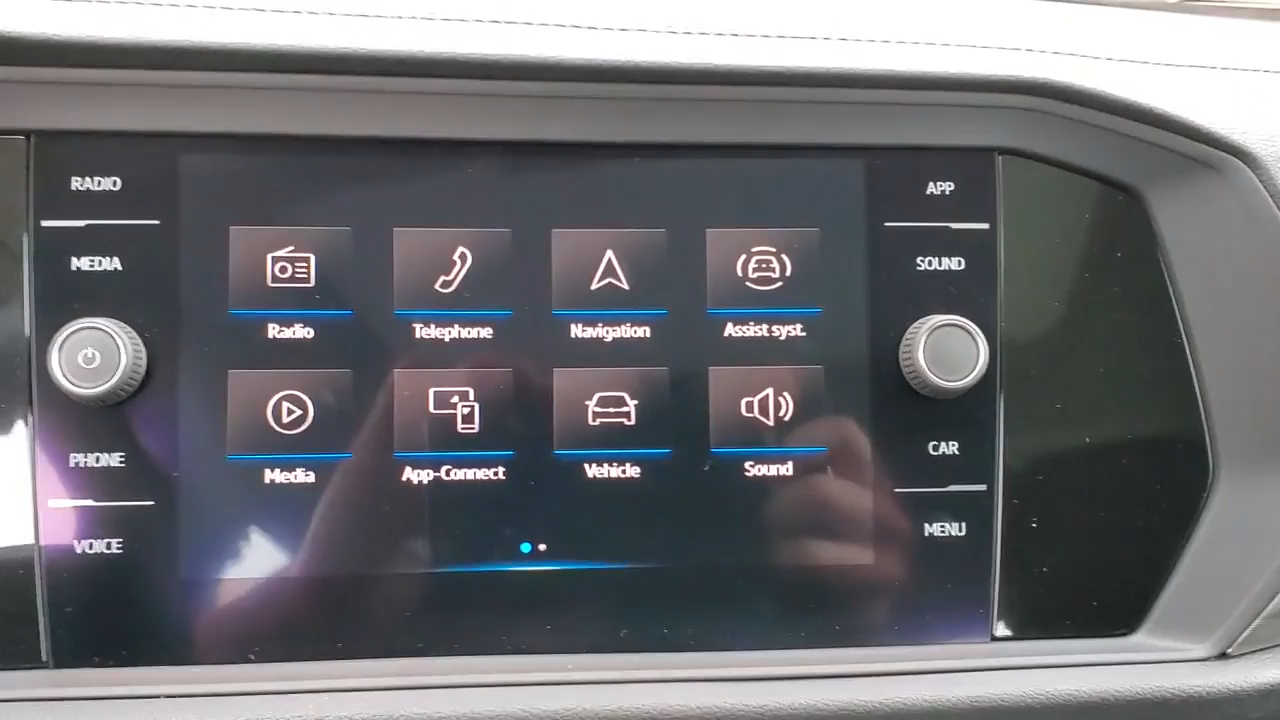 RADIO
MEDIA
PHONE
VOICE
Radio
Telephone
Navigation
Assist syst.
Media
App-Connect
Vehicle
Sound
APP
SOUND
CAR
MENU